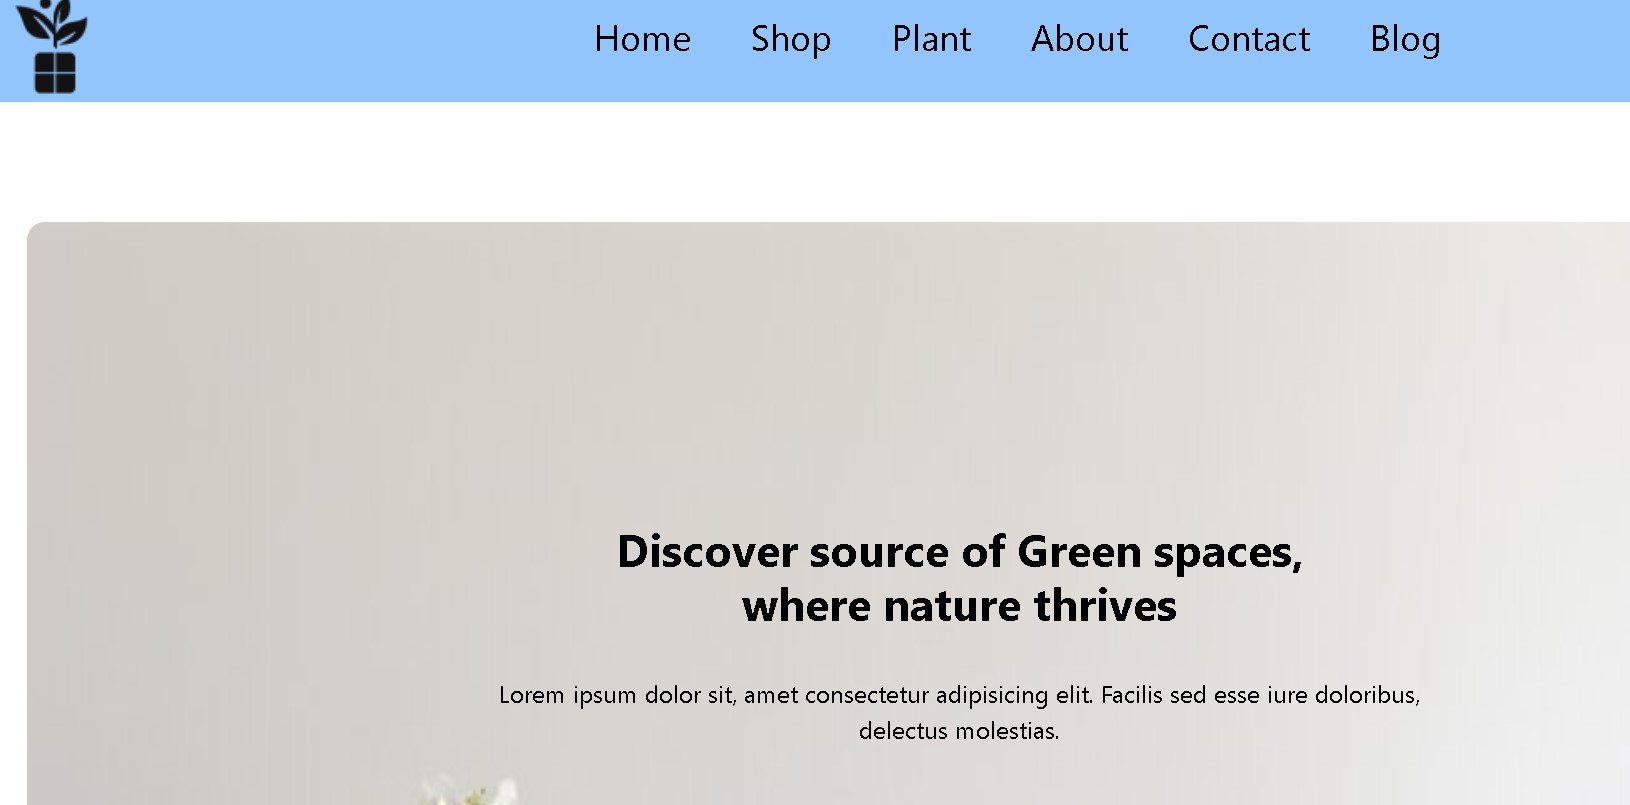 Home Shop Plant About Contact Blog
Discover source of Green spaces,
where nature thrives
Lorem ipsum dolor sit, amet consectetur adipisicing elit. Facilis sed esse iure doloribus,
delectus molestias.